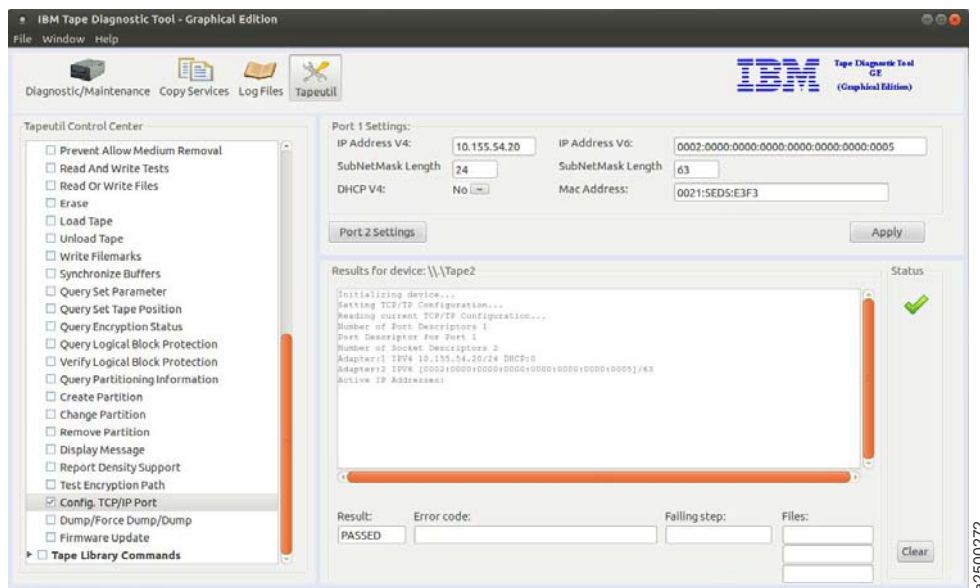 IBM Tape Diagnostic Tool - Graphical Edition
File Window Help
Diagnostic/Maintenance Copy Services Log Files Tapeutil
IBM
Tape Diagnostic Tool
GE
(Graphical Edition)
Tapeutil Control Center
Prevent Allow Medium Removal
Read And Write Tests
Read Or Write Files
Erase
Load Tape
Unload Tape
Write Filemarks
Synchronize Buffers
Query Set Parameter
Query Set Tape Position
Query Encryption Status
Query Logical Block Protection
Verify Logical Block Protection
Query Partitioning Information
Create Partition
Change Partition
Remove Partition
Display Message
Report Density Support
Test Encryption Path
Config. TCP/IP Port
Dump/Force Dump/Dump
Firmware Update
Tape Library Commands
Port 1 Settings:
IP Address V4: 10.155.54.20 IP Address V6: 0002:0000:0000:0000:0000:0000:0000:0005
SubNetMask Length 24 SubNetMask Length 63
DHCP V4: No Mac Address: 0021:5ED5:E3F3
Port 2 Settings Apply
Results for device: \\.\Tape2 Status
Initializing device...
Setting TCP/IP Configuration...
Reading current TCP/IP Configuration...
Number of Port Descriptors 1
Port Descriptor for Port 1
Number of Socket Descriptors 2
Adapter:1 IPV4 10.155.54.20/24 DHCP:0
Adapter:2 IPV6 [0002:0000:0000:0000:0000:0000:0000:0005]/63
Active IP Addresses:
Result: Error code: Failing step: Files:
PASSED
Clear